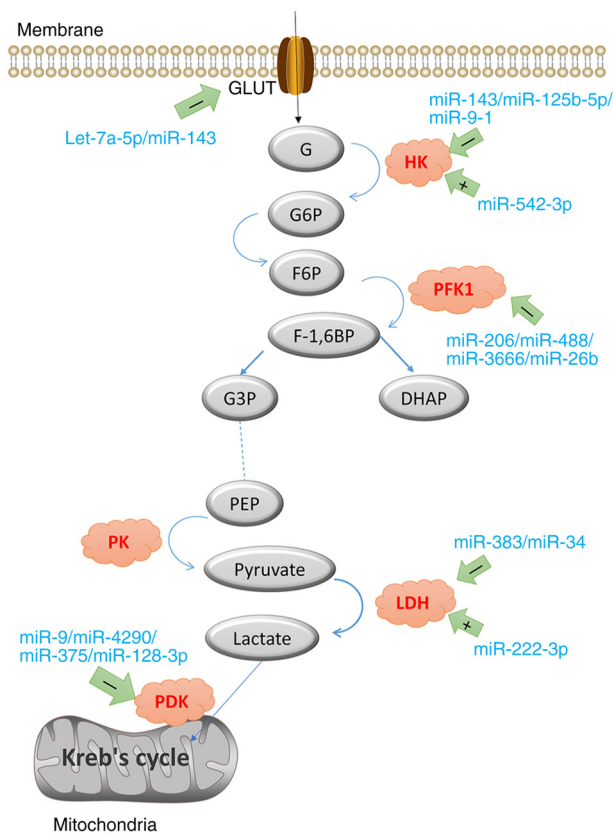 Membrane
GLUT
–
Let-7a-5p/miR-143
miR-143/miR-125b-5p/
miR-9-1
–
G
HK
+
miR-542-3p
G6P
F6P
PFK1
–
F-1,6BP
miR-206/miR-488/
miR-3666/miR-26b
G3P
DHAP
PEP
PK
miR-383/miR-34
–
Pyruvate
LDH
+
Lactate
miR-222-3p
miR-9/miR-4290/
miR-375/miR-128-3p
–
PDK
Kreb's cycle
Mitochondria